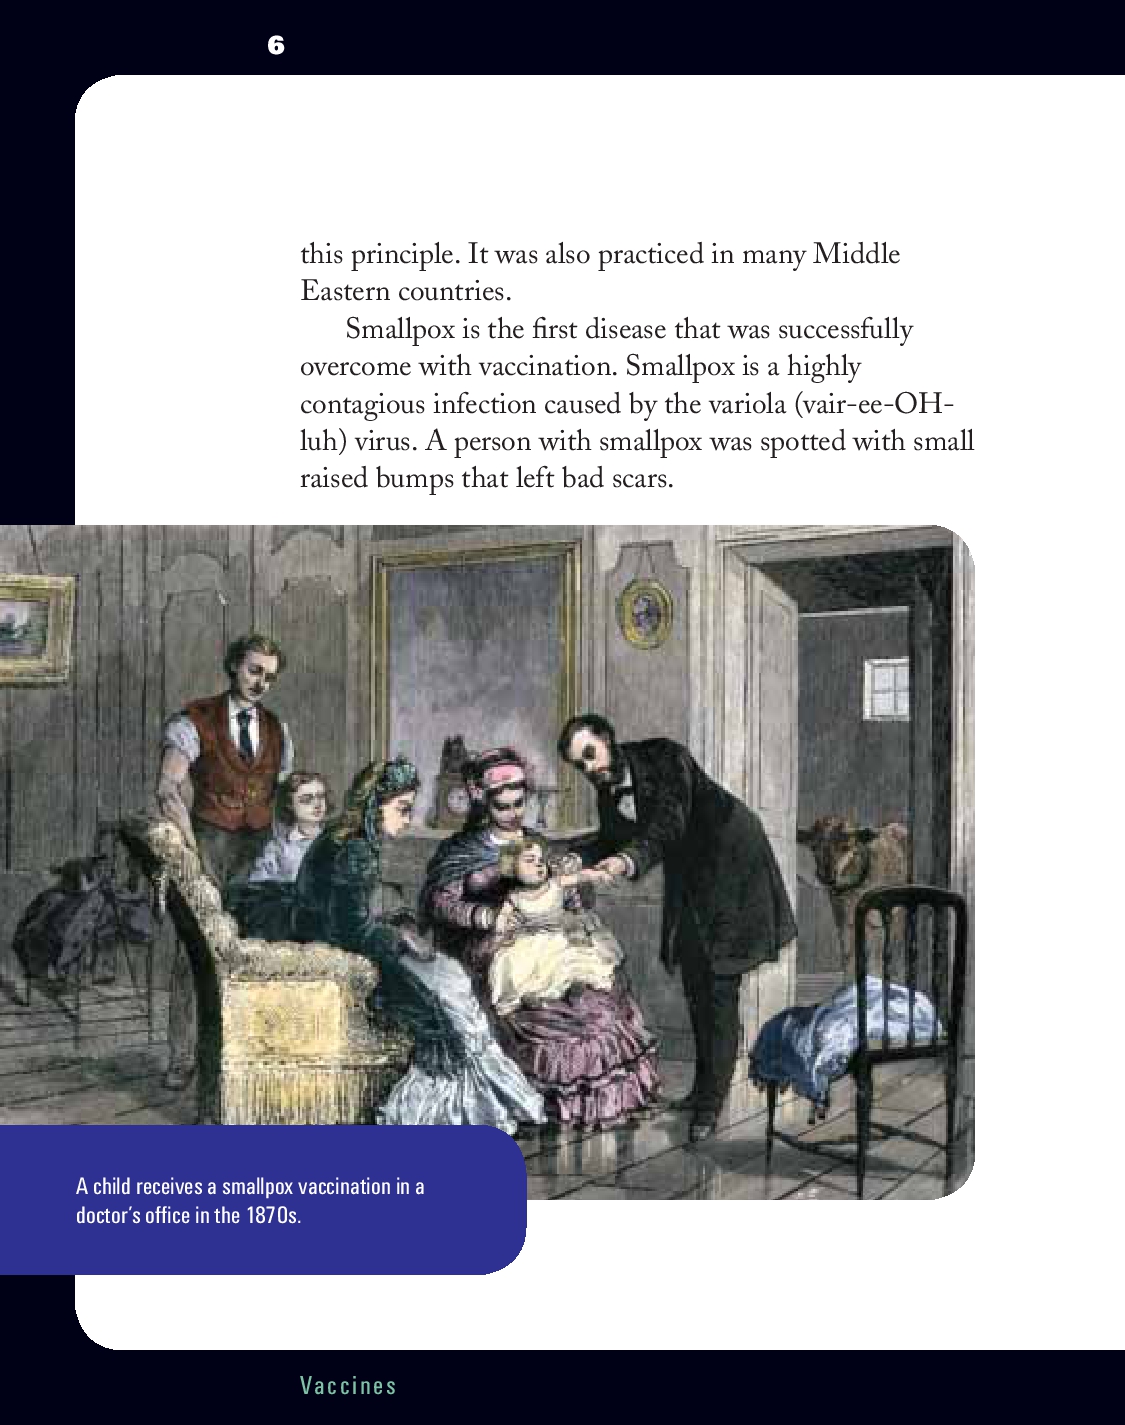 6
this principle. It was also practiced in many Middle
Eastern countries.
Smallpox is the first disease that was successfully
overcome with vaccination. Smallpox is a highly
contagious infection caused by the variola (vair-ee-OH-
luh) virus. A person with smallpox was spotted with small
raised bumps that left bad scars.
A child receives a smallpox vaccination in a
doctor's office in the 1870s.
Vaccines